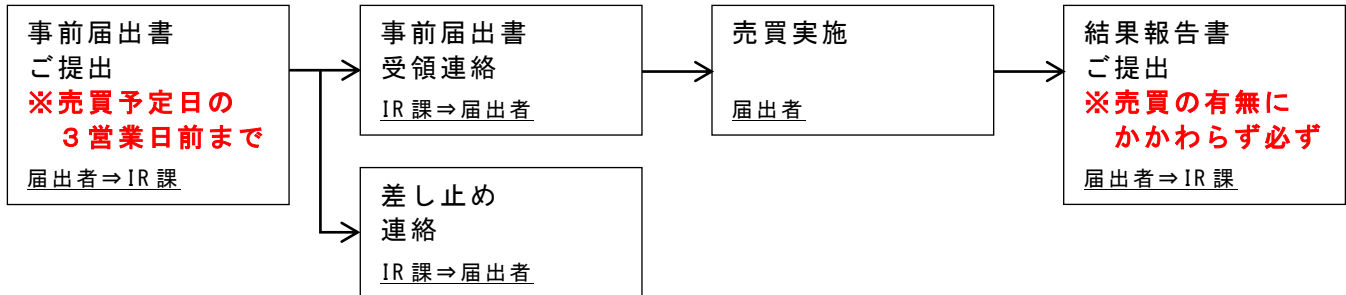 事前届出書
ご提出
※売買予定日の
３営業日前まで
届出者⇒IR課
事前届出書
受領連絡
IR課⇒届出者
差し止め
連絡
IR課⇒届出者
売買実施
届出者
結果報告書
ご提出
※売買の有無に
かかわらず必ず
届出者⇒IR課